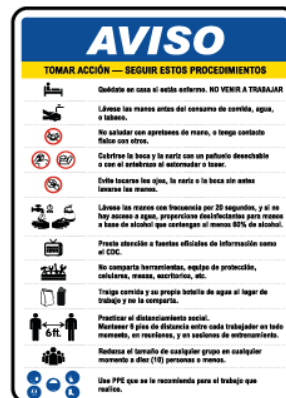 AVISO
TOMAR ACCIÓN — SEGUIR ESTOS PROCEDIMIENTOS
Quédate en casa si estás enfermo. NO VENIR A TRABAJAR
Lávese las manos antes del consumo de comida, agua,
o tabaco.
No saludar con apretones de mano, o tenga contacto
físico con otros.
Cubrirse la boca y la nariz con un pañuelo desechable
o con el antebrazo al estornudar o toser.
Evite tocarse los ojos, la nariz o la boca sin antes
lavarse las manos.
Lávese las manos con frecuencia por 20 segundos, y si no
hay acceso a agua, proporcione desinfectantes para manos
a base de alcohol que contengan al menos 60% de alcohol.
Preste atención a fuentes oficiales de información como
el CDC.
No comparta herramientas, equipo de protección,
celulares, mesas, escritorios, etc.
Traiga comida y su propia botella de agua al lugar de
trabajo y no la comparta.
6ft.
Practicar el distanciamiento social.
Mantener 6 pies de distancia entre cada trabajador en todo
momento, en reuniones, y en sesiones de entrenamiento.
Reduzca el tamaño de cualquier grupo en cualquier
momento a diez (10) personas o menos.
Use PPE que se le recomienda para el trabajo que
realice.